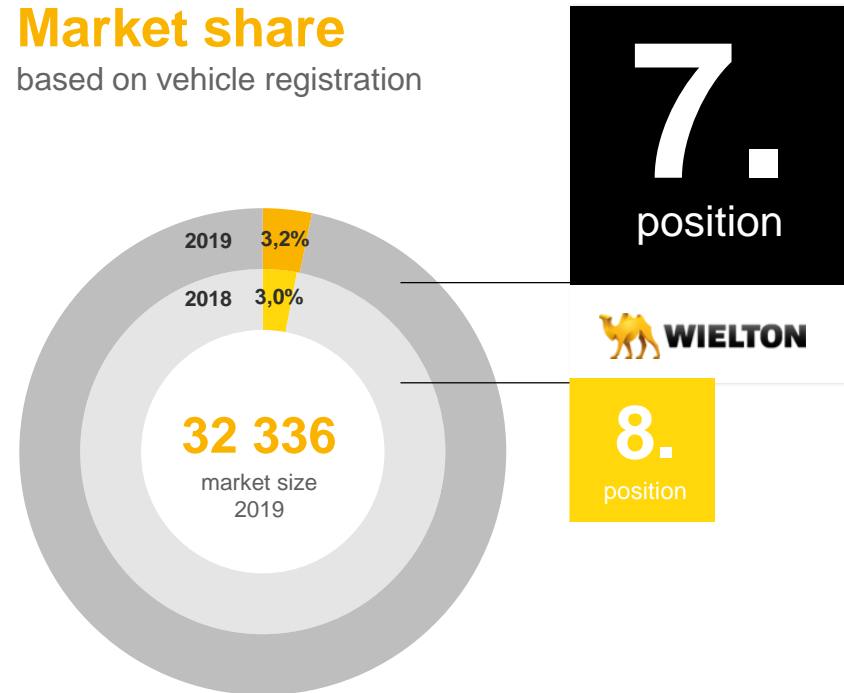 Market share
based on vehicle registration
7.
position
2019 3,2%
2018 3,0%
WIELTON
32 336
market size
2019
8.
position